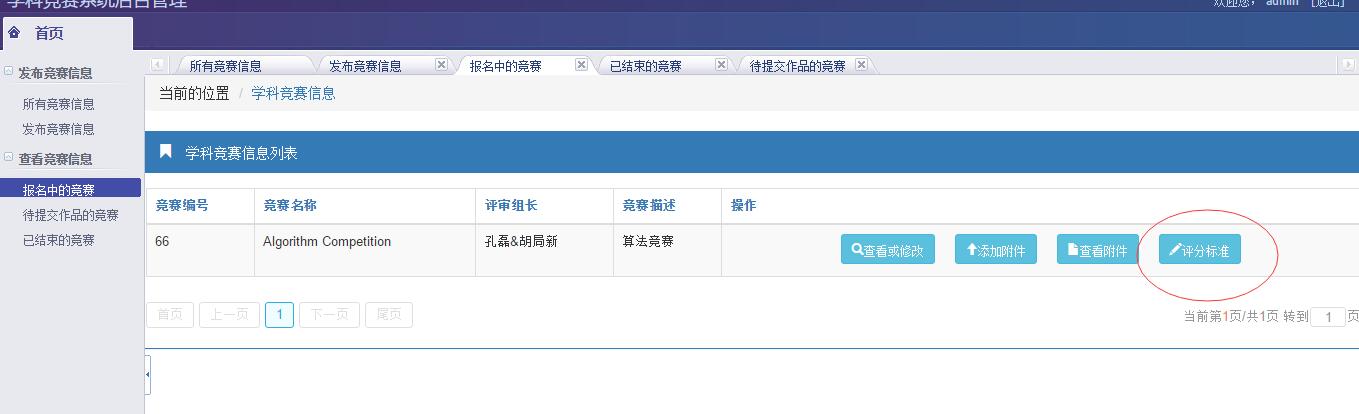 学科竞赛系统后台管理
欢迎您， admin [退出]
首页
发布竞赛信息
所有竞赛信息
发布竞赛信息
查看竞赛信息
报名中的竞赛
待提交作品的竞赛
已结束的竞赛
所有竞赛信息 发布竞赛信息 报名中的竞赛 已结束的竞赛 待提交作品的竞赛
当前的位置 / 学科竞赛信息
学科竞赛信息列表
竞赛编号 竞赛名称 评审组长 竞赛描述 操作
66 Algorithm Competition 孔磊&胡局新 算法竞赛 查看或修改 添加附件 查看附件 评分标准
首页 上一页 1 下一页 尾页
当前第1页/共1页 转到 1 页